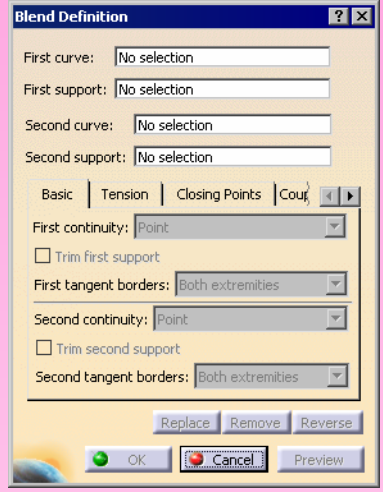 Blend Definition
First curve: No selection
First support: No selection
Second curve: No selection
Second support: No selection
Basic Tension Closing Points
First continuity: Point
Trim first support
First tangent borders: Both extremities
Second continuity: Point
Trim second support
Second tangent borders: Both extremities
Replace Remove Reverse
OK Cancel Preview